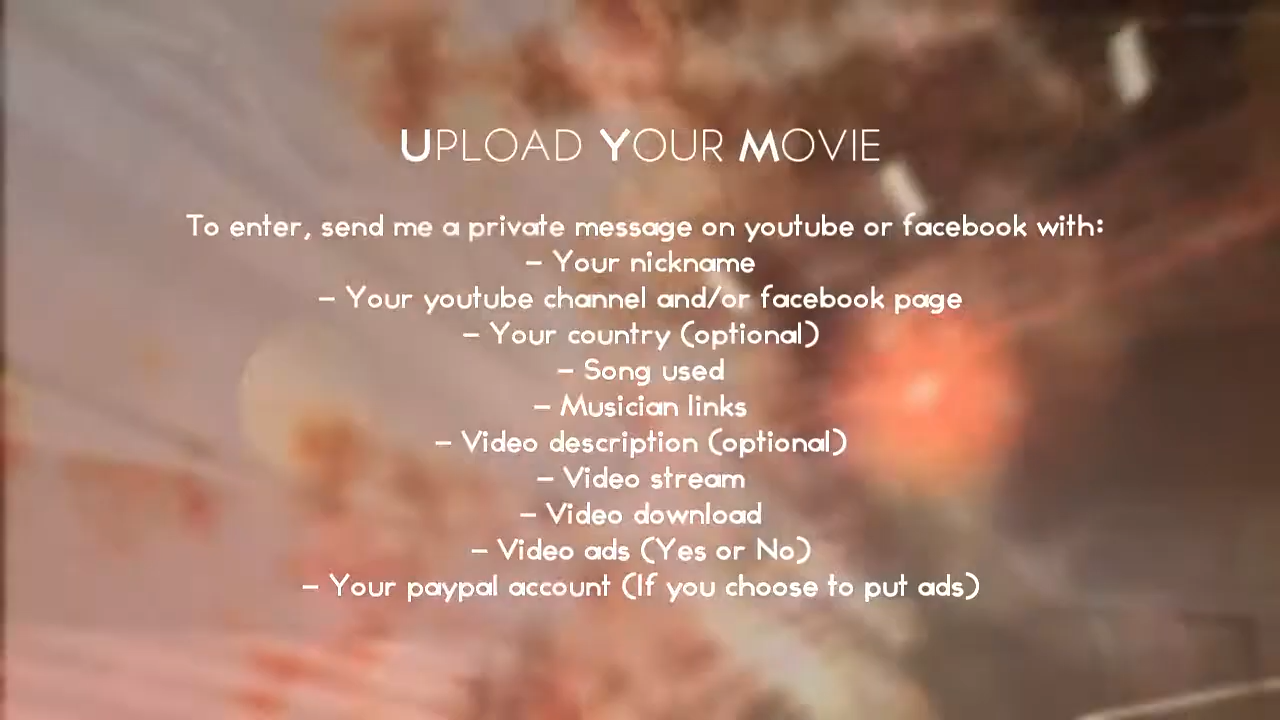 UPLOAD YOUR MOVIE
To enter, send me a private message on youtube or facebook with:
- Your nickname
- Your youtube channel and/or facebook page
- Your country (optional)
- Song used
- Musician links
- Video description (optional)
- Video stream
- Video download
- Video ads (Yes or No)
- Your paypal account (If you choose to put ads)